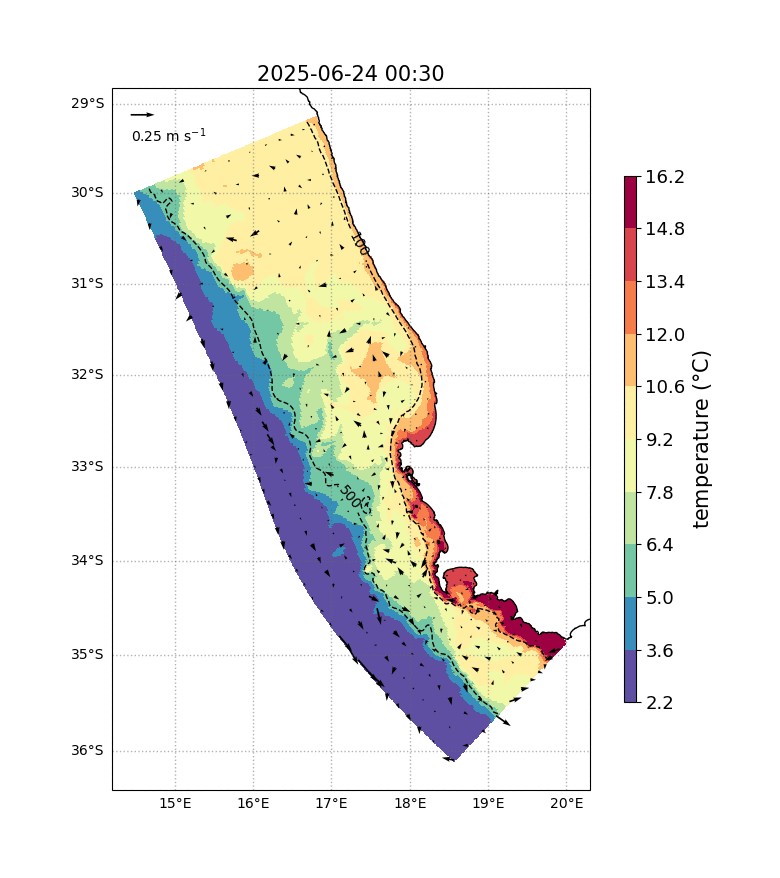 2025-06-24 00:30
29°S
0.25 m s⁻¹
30°S
31°S
32°S
33°S
34°S
35°S
36°S
100
500
15°E 16°E 17°E 18°E 19°E 20°E
16.2
14.8
13.4
12.0
10.6
9.2
7.8
6.4
5.0
3.6
2.2
temperature (°C)